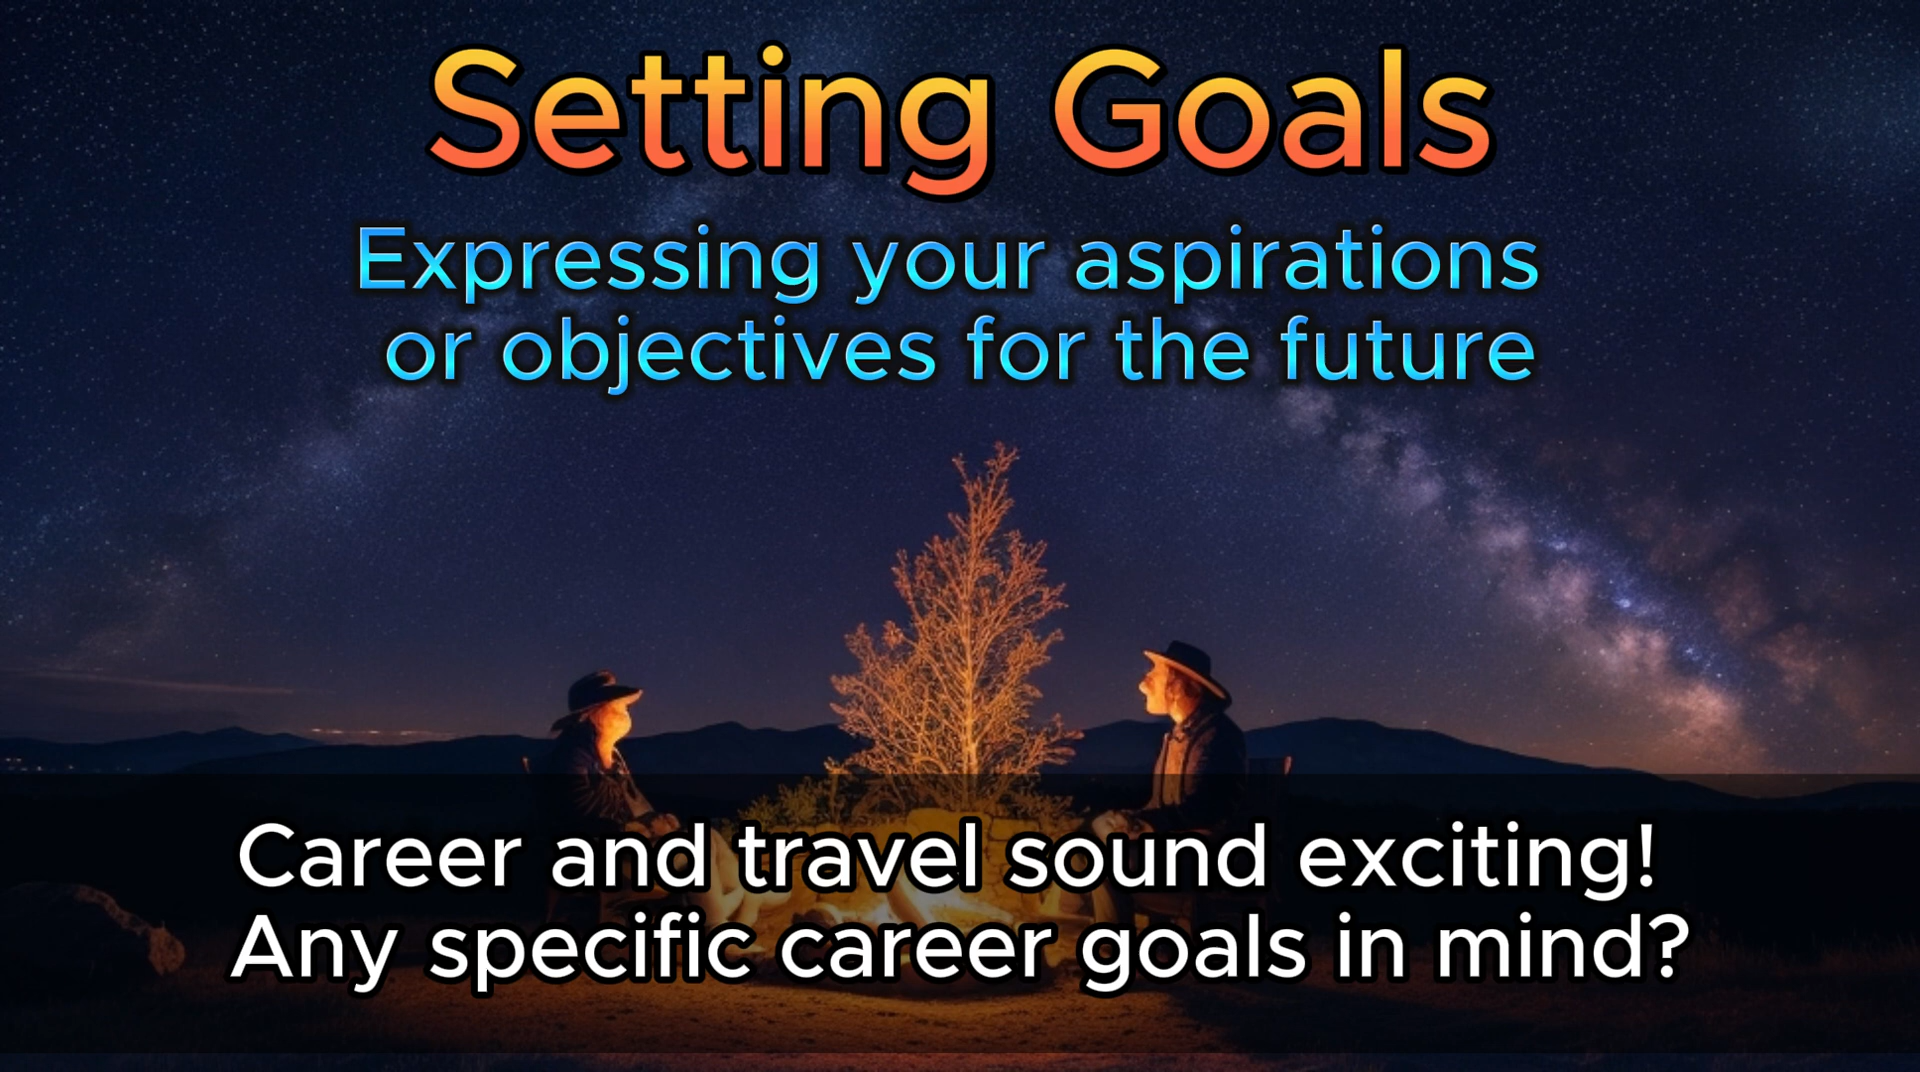 Setting Goals
Expressing your aspirations
or objectives for the future
Career and travel sound exciting!
Any specific career goals in mind?